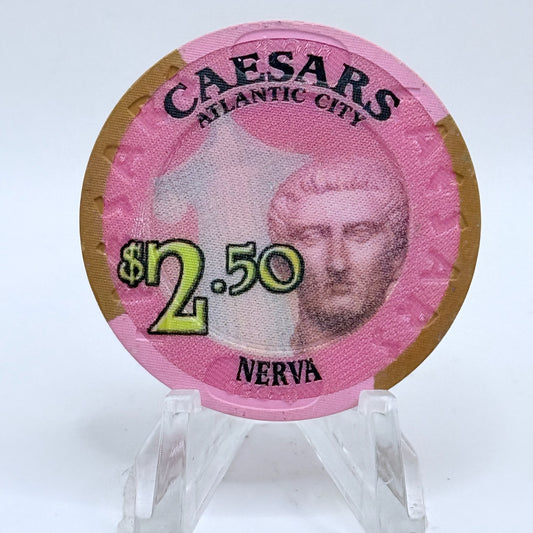 CAESARS
ATLANTIC CITY
$2.50
NERVA